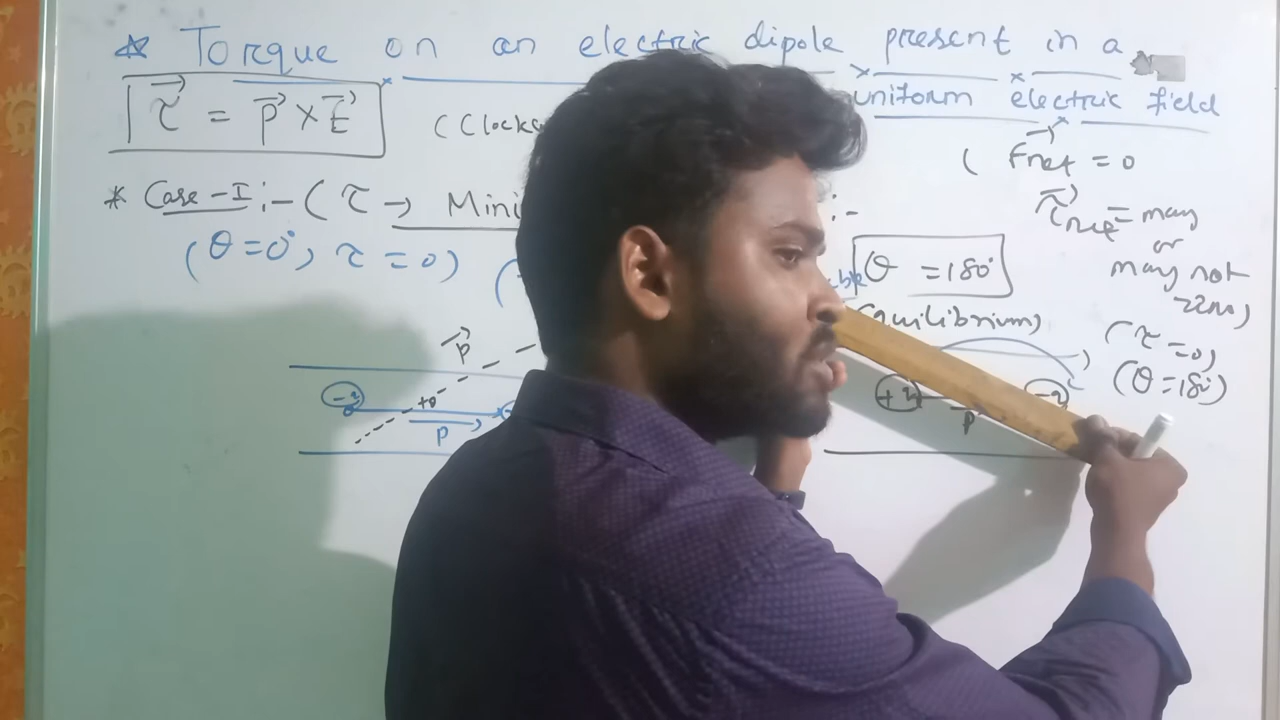 * Torque on an electric dipole present in a
uniform electric field
τ = p × E
(Clock
( Fnet = 0
τnet = may
or
may not
zero)
* Case-I :- ( τ → Mini
:-
(θ = 0°, τ = 0) (
θ = 180°
Equilibrium)
(τ = 0)
(θ = 180°)
p
-q
+θ
p
+q
-q
p